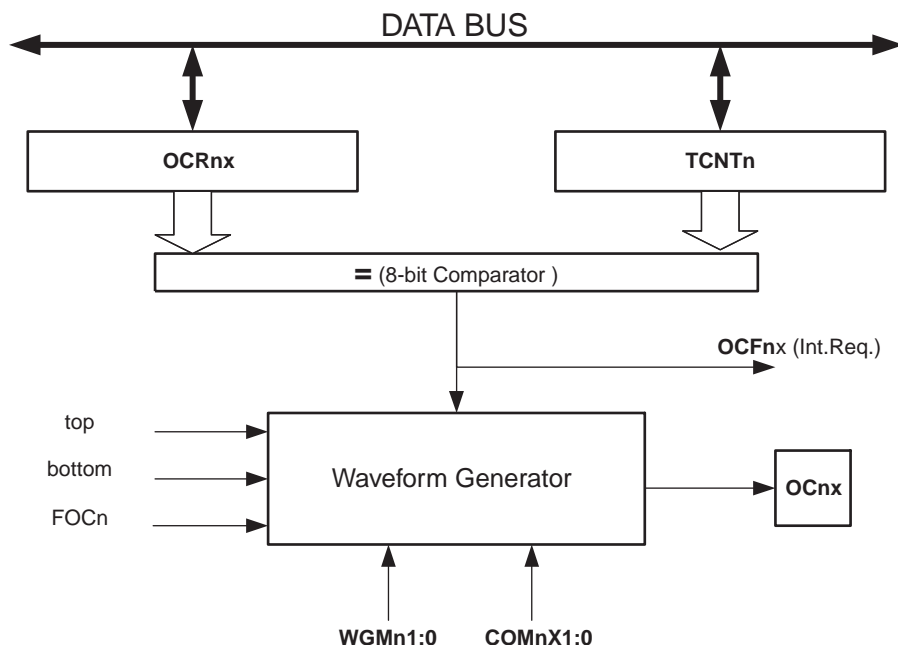 DATA BUS
OCRnx
TCNTn
= (8-bit Comparator )
OCFnx (Int.Req.)
top
bottom
FOCn
Waveform Generator
OCnx
WGMn1:0
COMnX1:0